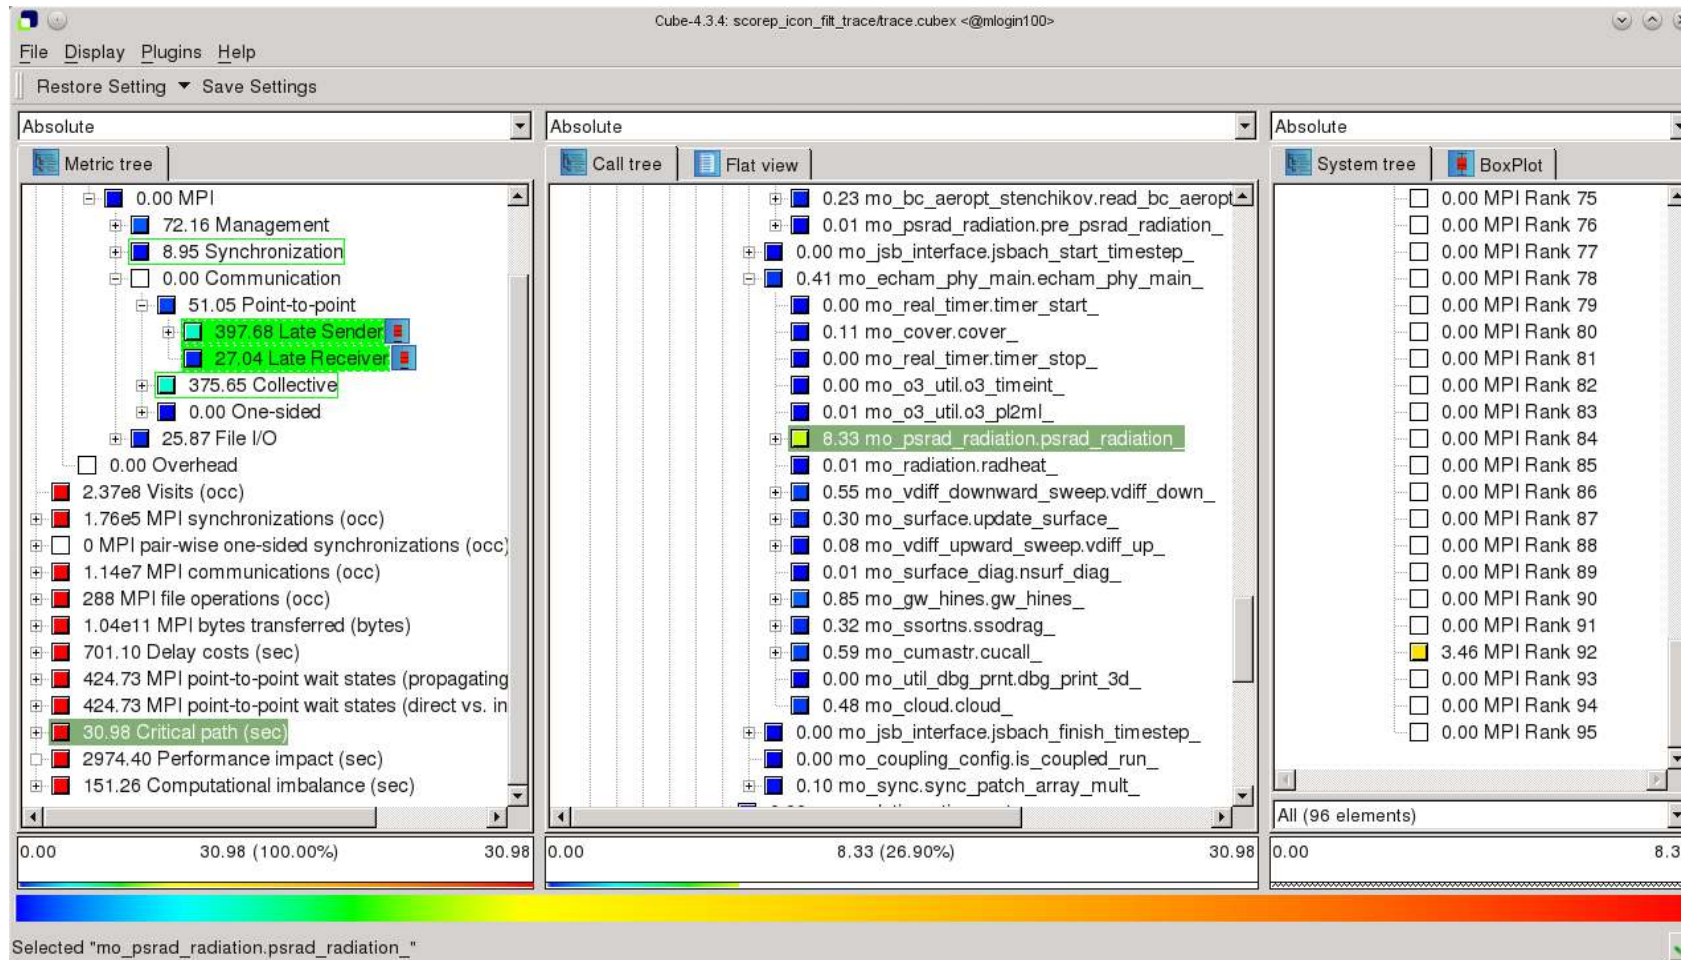 Cube-4.3.4: scorep_icon_filt_trace/trace.cubex <@mlogin100>
File Display Plugins Help
Restore Setting Save Settings
Absolute
Metric tree
0.00 MPI
72.16 Management
8.95 Synchronization
0.00 Communication
51.05 Point-to-point
397.68 Late Sender
27.04 Late Receiver
375.65 Collective
0.00 One-sided
25.87 File I/O
0.00 Overhead
2.37e8 Visits (occ)
1.76e5 MPI synchronizations (occ)
0 MPI pair-wise one-sided synchronizations (occ)
1.14e7 MPI communications (occ)
288 MPI file operations (occ)
1.04e11 MPI bytes transferred (bytes)
701.10 Delay costs (sec)
424.73 MPI point-to-point wait states (propagating
424.73 MPI point-to-point wait states (direct vs. in
30.98 Critical path (sec)
2974.40 Performance impact (sec)
151.26 Computational imbalance (sec)
0.00 30.98 (100.00%) 30.98
Absolute
Call tree Flat view
0.23 mo_bc_aeropt_stenchikov.read_bc_aeropt
0.01 mo_psrad_radiation.pre_psrad_radiation_
0.00 mo_jsb_interface.jsbach_start_timestep_
0.41 mo_echam_phy_main.echam_phy_main_
0.00 mo_real_timer.timer_start_
0.11 mo_cover.cover_
0.00 mo_real_timer.timer_stop_
0.00 mo_o3_util.o3_timeint_
0.01 mo_o3_util.o3_pl2ml_
8.33 mo_psrad_radiation.psrad_radiation_
0.01 mo_radiation.radheat_
0.55 mo_vdiff_downward_sweep.vdiff_down_
0.30 mo_surface.update_surface_
0.08 mo_vdiff_upward_sweep.vdiff_up_
0.01 mo_surface_diag.nsurf_diag_
0.85 mo_gw_hines.gw_hines_
0.32 mo_ssortns.ssodrag_
0.59 mo_cumastr.cucall_
0.00 mo_util_dbg_prnt.dbg_print_3d_
0.48 mo_cloud.cloud_
0.00 mo_jsb_interface.jsbach_finish_timestep_
0.00 mo_coupling_config.is_coupled_run_
0.10 mo_sync.sync_patch_array_mult_
0.00 8.33 (26.90%) 30.98
Absolute
System tree BoxPlot
0.00 MPI Rank 75
0.00 MPI Rank 76
0.00 MPI Rank 77
0.00 MPI Rank 78
0.00 MPI Rank 79
0.00 MPI Rank 80
0.00 MPI Rank 81
0.00 MPI Rank 82
0.00 MPI Rank 83
0.00 MPI Rank 84
0.00 MPI Rank 85
0.00 MPI Rank 86
0.00 MPI Rank 87
0.00 MPI Rank 88
0.00 MPI Rank 89
0.00 MPI Rank 90
0.00 MPI Rank 91
3.46 MPI Rank 92
0.00 MPI Rank 93
0.00 MPI Rank 94
0.00 MPI Rank 95
All (96 elements)
0.00 8.3
Selected "mo_psrad_radiation.psrad_radiation_"